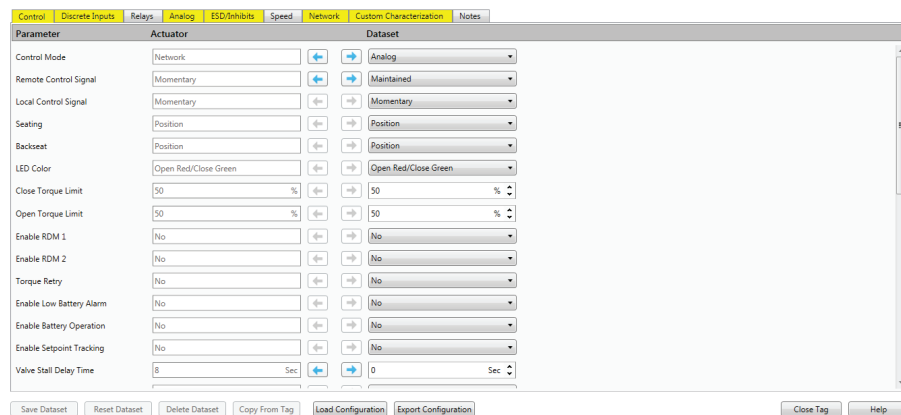 Control Discrete Inputs Relays Analog ESD/Inhibits Speed Network Custom Characterization Notes
Parameter Actuator Dataset
Control Mode Network Analog
Remote Control Signal Momentary Maintained
Local Control Signal Momentary Momentary
Seating Position Position
Backseat Position Position
LED Color Open Red/Close Green Open Red/Close Green
Close Torque Limit 50 % 50 %
Open Torque Limit 50 % 50 %
Enable RDM 1 No No
Enable RDM 2 No No
Torque Retry No No
Enable Low Battery Alarm No No
Enable Battery Operation No No
Enable Setpoint Tracking No No
Valve Stall Delay Time 8 Sec 0 Sec
Save Dataset Reset Dataset Delete Dataset Copy From Tag Load Configuration Export Configuration Close Tag Help